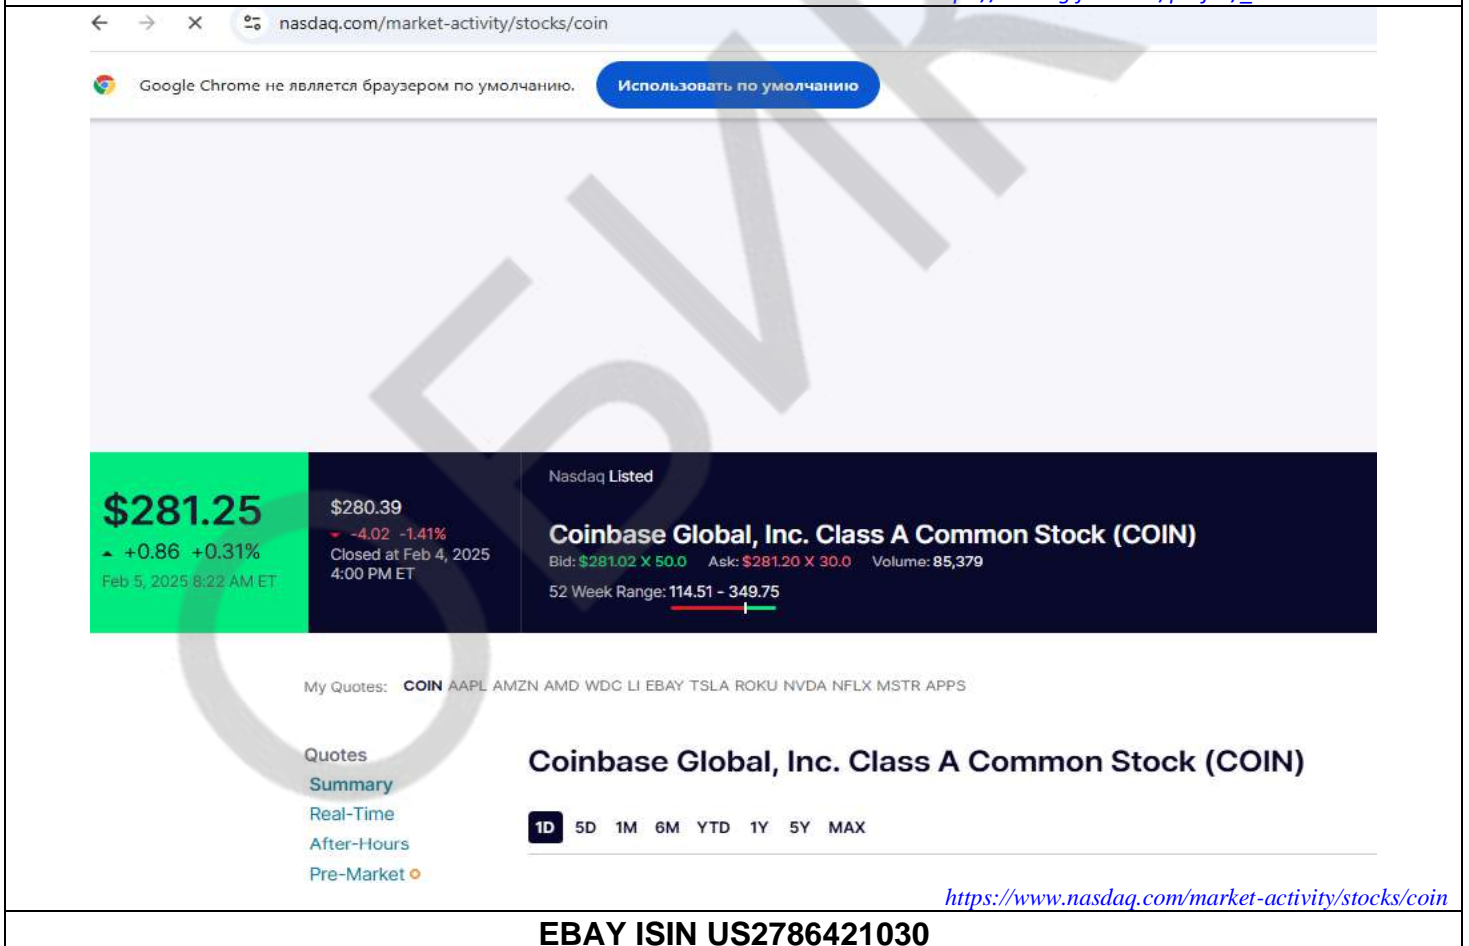 nasdaq.com/market-activity/stocks/coin
Google Chrome не является браузером по умолчанию. Использовать по умолчанию
$281.25
+0.86 +0.31%
Feb 5, 2025 8:22 AM ET
$280.39
-4.02 -1.41%
Closed at Feb 4, 2025
4:00 PM ET
Nasdaq Listed
Coinbase Global, Inc. Class A Common Stock (COIN)
Bid: $281.02 X 50.0 Ask: $281.20 X 30.0 Volume: 85,379
52 Week Range: 114.51 - 349.75
My Quotes: COIN AAPL AMZN AMD WDC LI EBAY TSLA ROKU NVDA NFLX MSTR APPS
Quotes
Summary
Real-Time
After-Hours
Pre-Market
Coinbase Global, Inc. Class A Common Stock (COIN)
1D 5D 1M 6M YTD 1Y 5Y MAX
https://www.nasdaq.com/market-activity/stocks/coin
EBAY ISIN US2786421030
ОБИК